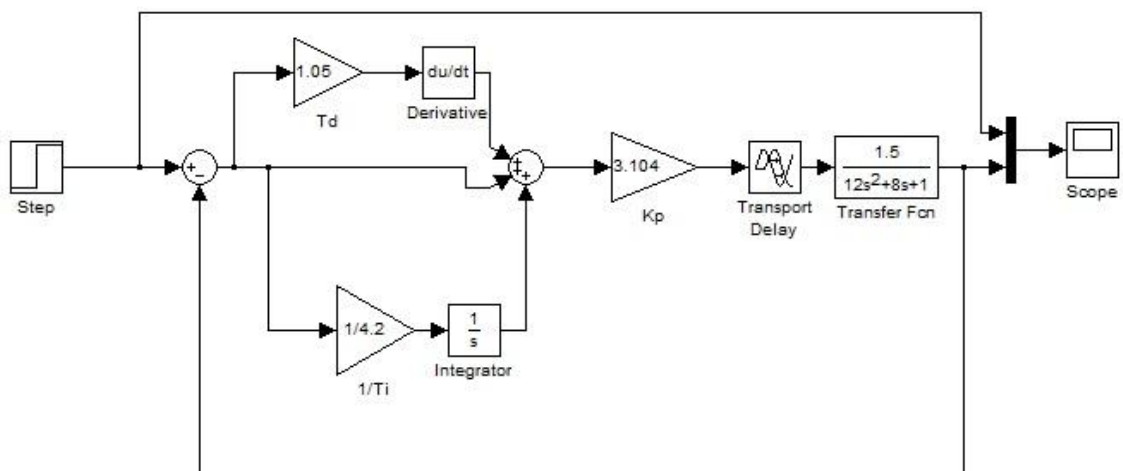 1.05
Td
du/dt
Derivative
Step
+
−
+
+
+
3.104
Kp
Transport
Delay
1.5
12s²+8s+1
Transfer Fcn
Scope
1/4.2
1/Ti
1
s
Integrator